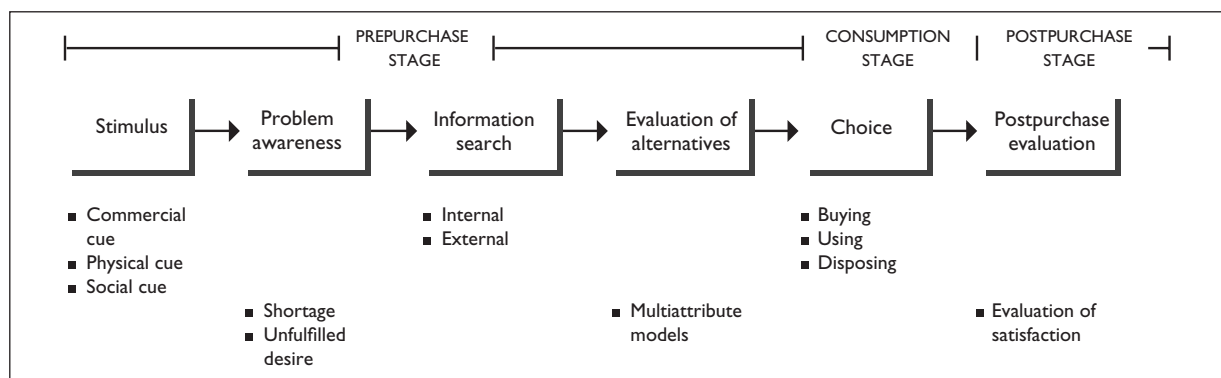 PREPURCHASE
STAGE
CONSUMPTION
STAGE
POSTPURCHASE
STAGE
Stimulus
Problem
awareness
Information
search
Evaluation of
alternatives
Choice
Postpurchase
evaluation
■ Commercial
cue
■ Physical cue
■ Social cue
■ Shortage
■ Unfulfilled
desire
■ Internal
■ External
■ Multiattribute
models
■ Buying
■ Using
■ Disposing
■ Evaluation of
satisfaction